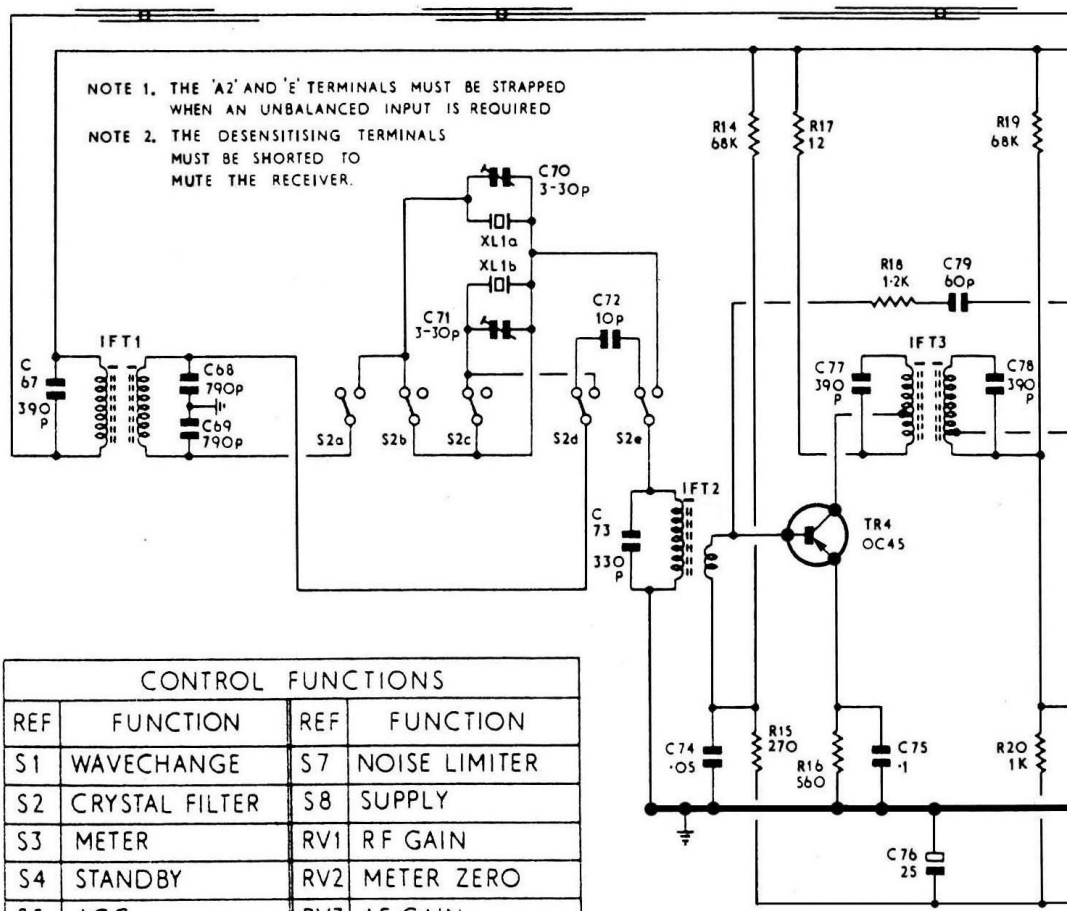 NOTE 1. THE 'A2' AND 'E' TERMINALS MUST BE STRAPPED
WHEN AN UNBALANCED INPUT IS REQUIRED
NOTE 2. THE DESENSITISING TERMINALS
MUST BE SHORTED TO
MUTE THE RECEIVER.
R14
68K
R17
12
R19
68K
C70
3-30p
XL1a
XL1b
C71
3-30p
C72
10p
R18
1·2K
C79
60p
IFT1
C
67
390
P
C68
790p
C69
790p
S2a
S2b
S2c
S2d
S2e
IFT3
C77
390
P
C78
390
P
IFT2
C
73
330
P
TR4
OC45
C74
·05
R15
270
R16
560
C75
·1
R20
1K
C76
25
CONTROL FUNCTIONS
REF FUNCTION REF FUNCTION
S1 WAVECHANGE S7 NOISE LIMITER
S2 CRYSTAL FILTER S8 SUPPLY
S3 METER RV1 RF GAIN
S4 STANDBY RV2 METER ZERO